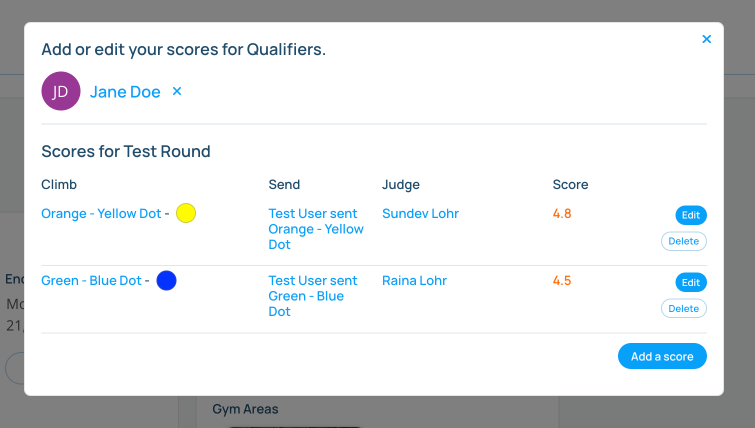 Add or edit your scores for Qualifiers.
×
JD
Jane Doe ×
Scores for Test Round
Climb Send Judge Score
Orange - Yellow Dot - Test User sent Sundev Lohr 4.8 Edit
Orange - Yellow
Dot
Delete
Green - Blue Dot - Test User sent Raina Lohr 4.5 Edit
Green - Blue
Dot
Delete
Add a score
21,
Gym Areas